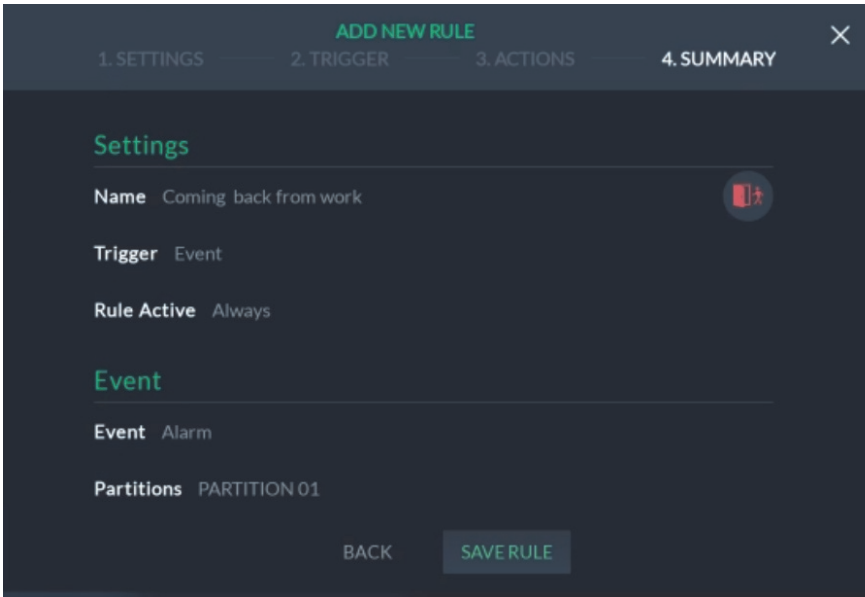 ADD NEW RULE
1. SETTINGS 2. TRIGGER 3. ACTIONS 4. SUMMARY
Settings
Name Coming back from work
Trigger Event
Rule Active Always
Event
Event Alarm
Partitions PARTITION 01
BACK SAVE RULE